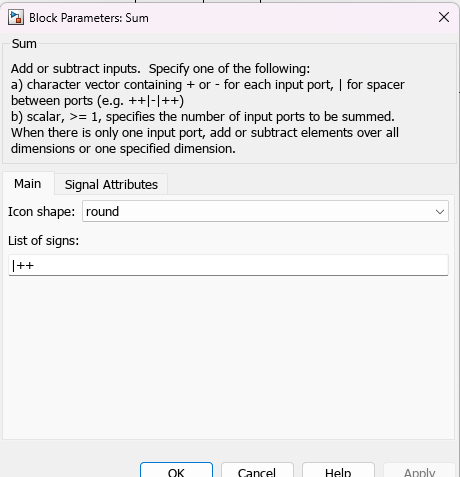 Block Parameters: Sum
Sum
Add or subtract inputs.  Specify one of the following:
a) character vector containing + or - for each input port, | for spacer
between ports (e.g. ++|-|++)
b) scalar, >= 1, specifies the number of input ports to be summed.
When there is only one input port, add or subtract elements over all
dimensions or one specified dimension.
Main Signal Attributes
Icon shape: round
List of signs:
|++
OK Cancel Help Apply